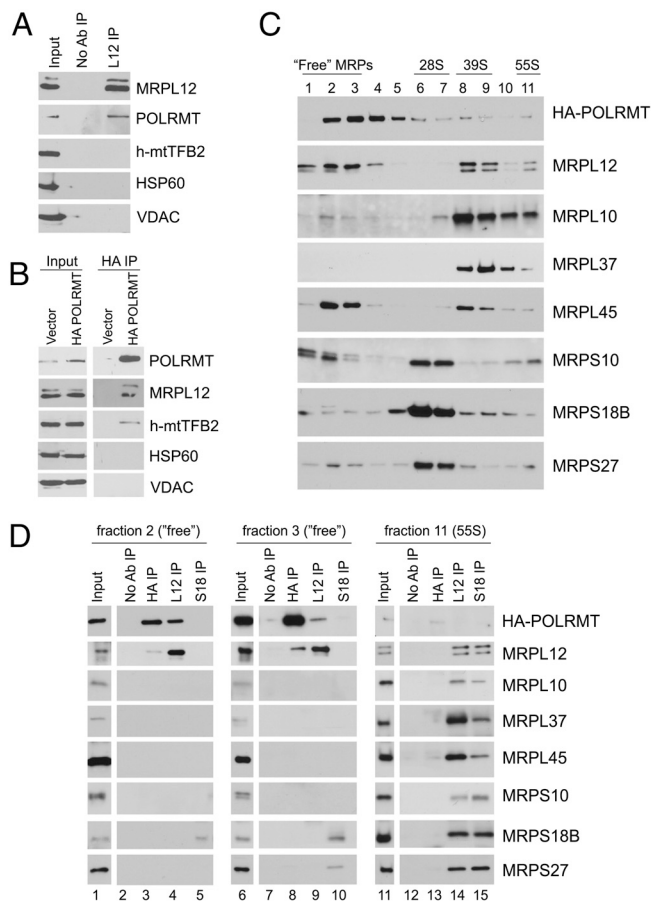 A
Input
No Ab IP
L12 IP
MRPL12
POLRMT
h-mtTFB2
HSP60
VDAC
B
Input
HA IP
Vector
HA POLRMT
Vector
HA POLRMT
POLRMT
MRPL12
h-mtTFB2
HSP60
VDAC
C
"Free" MRPs
28S
39S
55S
1 2 3 4 5 6 7 8 9 10 11
HA-POLRMT
MRPL12
MRPL10
MRPL37
MRPL45
MRPS10
MRPS18B
MRPS27
D
fraction 2 ("free")
fraction 3 ("free")
fraction 11 (55S)
Input
No Ab IP
HA IP
L12 IP
S18 IP
Input
No Ab IP
HA IP
L12 IP
S18 IP
Input
No Ab IP
HA IP
L12 IP
S18 IP
HA-POLRMT
MRPL12
MRPL10
MRPL37
MRPL45
MRPS10
MRPS18B
MRPS27
1 2 3 4 5 6 7 8 9 10 11 12 13 14 15